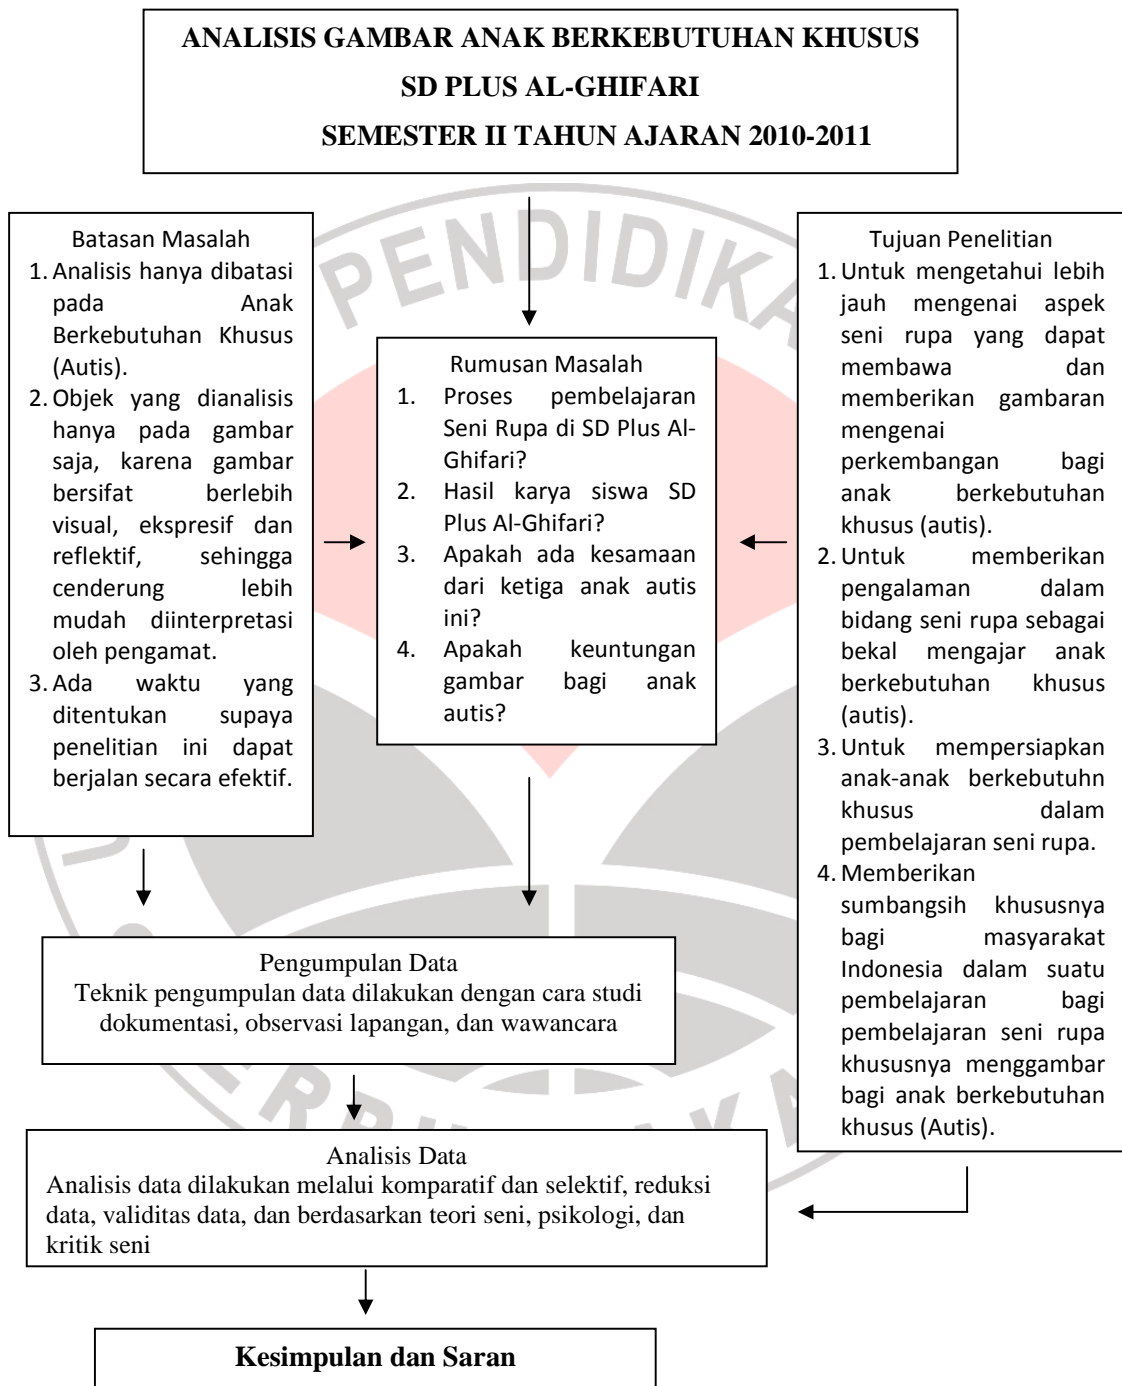 ANALISIS GAMBAR ANAK BERKEBUTUHAN KHUSUS
SD PLUS AL-GHIFARI
SEMESTER II TAHUN AJARAN 2010-2011
Batasan Masalah
1. Analisis hanya dibatasi
pada Anak
Berkebutuhan Khusus
(Autis).
2. Objek yang dianalisis
hanya pada gambar
saja, karena gambar
bersifat berlebih
visual, ekspresif dan
reflektif, sehingga
cenderung lebih
mudah diinterpretasi
oleh pengamat.
3. Ada waktu yang
ditentukan supaya
penelitian ini dapat
berjalan secara efektif.
Rumusan Masalah
1. Proses pembelajaran
Seni Rupa di SD Plus Al-
Ghifari?
2. Hasil karya siswa SD
Plus Al-Ghifari?
3. Apakah ada kesamaan
dari ketiga anak autis
ini?
4. Apakah keuntungan
gambar bagi anak
autis?
Tujuan Penelitian
1. Untuk mengetahui lebih
jauh mengenai aspek
seni rupa yang dapat
membawa dan
memberikan gambaran
mengenai
perkembangan bagi
anak berkebutuhan
khusus (autis).
2. Untuk memberikan
pengalaman dalam
bidang seni rupa sebagai
bekal mengajar anak
berkebutuhan khusus
(autis).
3. Untuk mempersiapkan
anak-anak berkebutuhn
khusus dalam
pembelajaran seni rupa.
4. Memberikan
sumbangsih khususnya
bagi masyarakat
Indonesia dalam suatu
pembelajaran bagi
pembelajaran seni rupa
khususnya menggambar
bagi anak berkebutuhan
khusus (Autis).
Pengumpulan Data
Teknik pengumpulan data dilakukan dengan cara studi
dokumentasi, observasi lapangan, dan wawancara
Analisis Data
Analisis data dilakukan melalui komparatif dan selektif, reduksi
data, validitas data, dan berdasarkan teori seni, psikologi, dan
kritik seni
Kesimpulan dan Saran
PENDIDIKA